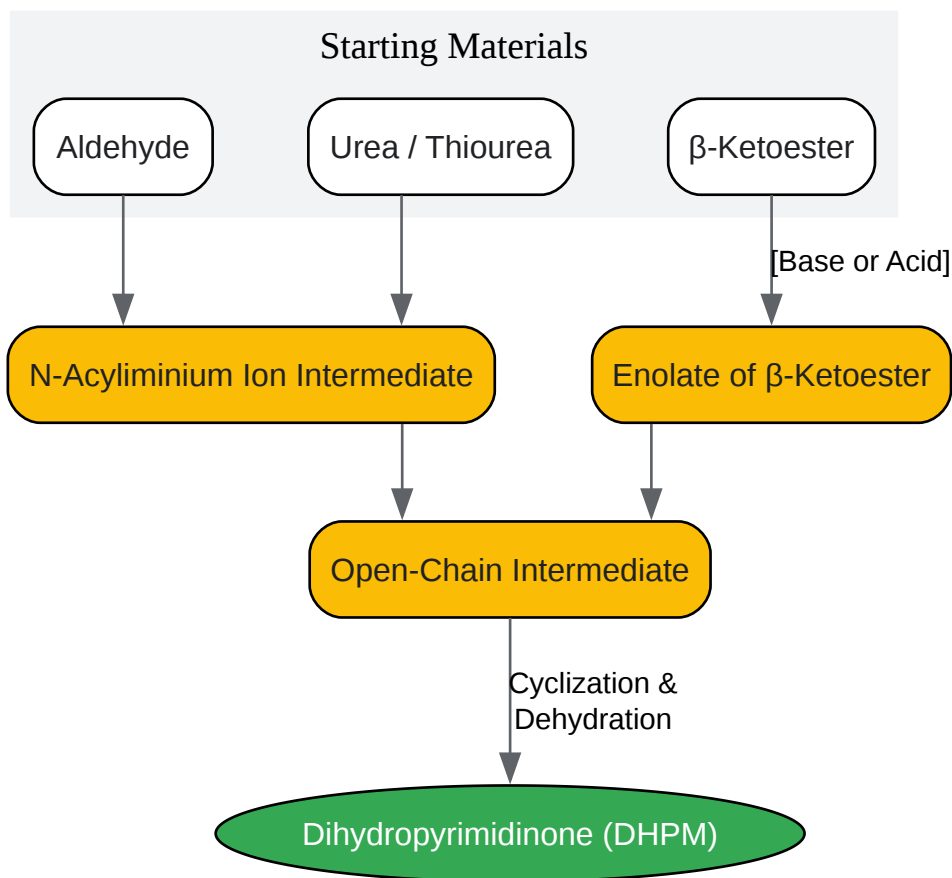 Starting Materials
Aldehyde
Urea / Thiourea
β-Ketoester
[Base or Acid]
N-Acyliminium Ion Intermediate
Enolate of β-Ketoester
Open-Chain Intermediate
Cyclization &
Dehydration
Dihydropyrimidinone (DHPM)